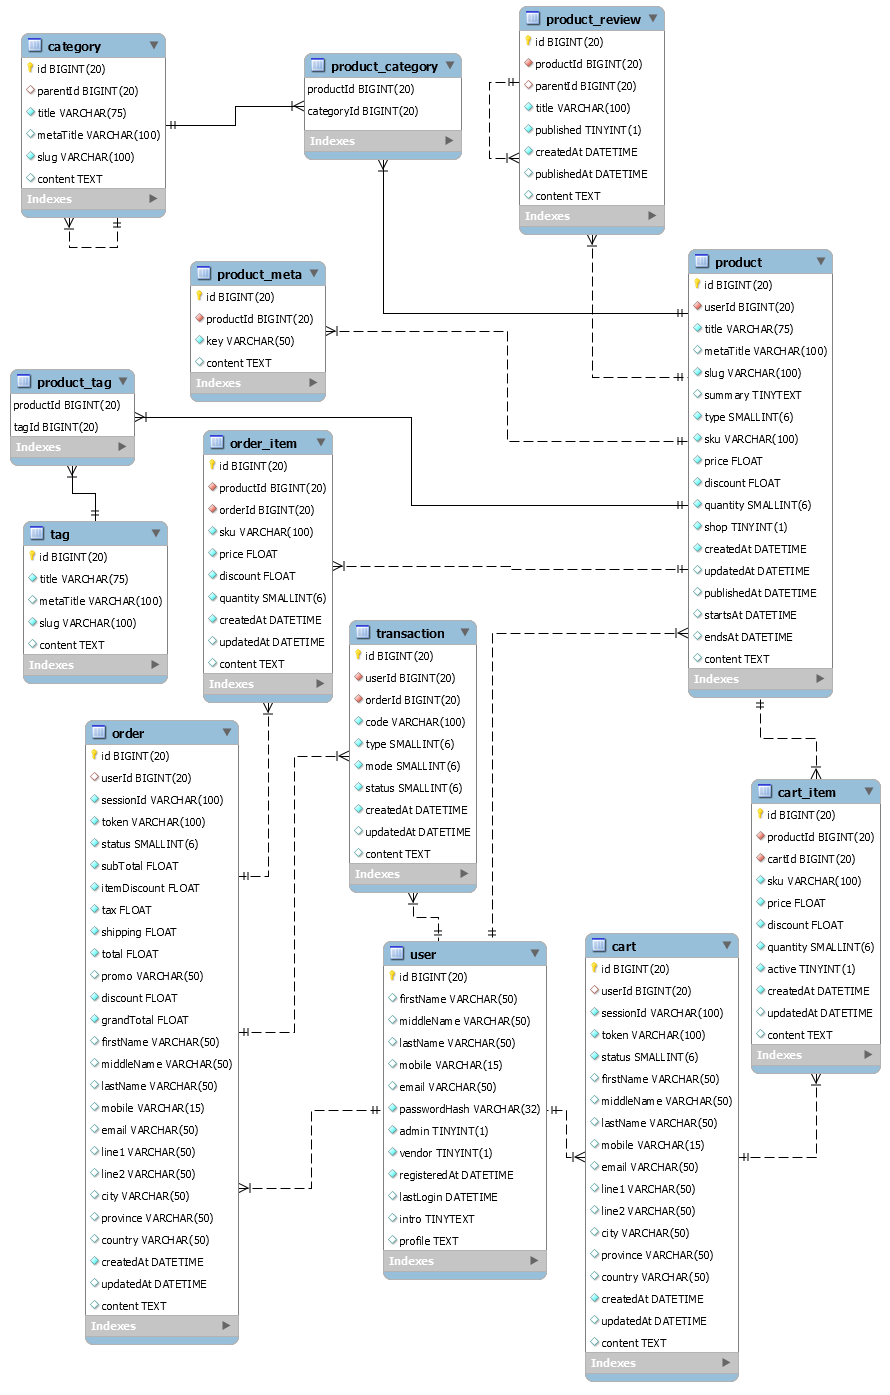 category
id BIGINT(20)
parentId BIGINT(20)
title VARCHAR(75)
metaTitle VARCHAR(100)
slug VARCHAR(100)
content TEXT
Indexes
product_category
productId BIGINT(20)
categoryId BIGINT(20)
Indexes
product_review
id BIGINT(20)
productId BIGINT(20)
parentId BIGINT(20)
title VARCHAR(100)
published TINYINT(1)
createdAt DATETIME
publishedAt DATETIME
content TEXT
Indexes
product_meta
id BIGINT(20)
productId BIGINT(20)
key VARCHAR(50)
content TEXT
Indexes
product
id BIGINT(20)
userId BIGINT(20)
title VARCHAR(75)
metaTitle VARCHAR(100)
slug VARCHAR(100)
summary TINYTEXT
type SMALLINT(6)
sku VARCHAR(100)
price FLOAT
discount FLOAT
quantity SMALLINT(6)
shop TINYINT(1)
createdAt DATETIME
updatedAt DATETIME
publishedAt DATETIME
startsAt DATETIME
endsAt DATETIME
content TEXT
Indexes
product_tag
productId BIGINT(20)
tagId BIGINT(20)
Indexes
order_item
id BIGINT(20)
productId BIGINT(20)
orderId BIGINT(20)
sku VARCHAR(100)
price FLOAT
discount FLOAT
quantity SMALLINT(6)
createdAt DATETIME
updatedAt DATETIME
content TEXT
Indexes
tag
id BIGINT(20)
title VARCHAR(75)
metaTitle VARCHAR(100)
slug VARCHAR(100)
content TEXT
Indexes
transaction
id BIGINT(20)
userId BIGINT(20)
orderId BIGINT(20)
code VARCHAR(100)
type SMALLINT(6)
mode SMALLINT(6)
status SMALLINT(6)
createdAt DATETIME
updatedAt DATETIME
content TEXT
Indexes
order
id BIGINT(20)
userId BIGINT(20)
sessionId VARCHAR(100)
token VARCHAR(100)
status SMALLINT(6)
subTotal FLOAT
itemDiscount FLOAT
tax FLOAT
shipping FLOAT
total FLOAT
promo VARCHAR(50)
discount FLOAT
grandTotal FLOAT
firstName VARCHAR(50)
middleName VARCHAR(50)
lastName VARCHAR(50)
mobile VARCHAR(15)
email VARCHAR(50)
line1 VARCHAR(50)
line2 VARCHAR(50)
city VARCHAR(50)
province VARCHAR(50)
country VARCHAR(50)
createdAt DATETIME
updatedAt DATETIME
content TEXT
Indexes
cart_item
id BIGINT(20)
productId BIGINT(20)
cartId BIGINT(20)
sku VARCHAR(100)
price FLOAT
discount FLOAT
quantity SMALLINT(6)
active TINYINT(1)
createdAt DATETIME
updatedAt DATETIME
content TEXT
Indexes
user
id BIGINT(20)
firstName VARCHAR(50)
middleName VARCHAR(50)
lastName VARCHAR(50)
mobile VARCHAR(15)
email VARCHAR(50)
passwordHash VARCHAR(32)
admin TINYINT(1)
vendor TINYINT(1)
registeredAt DATETIME
lastLogin DATETIME
intro TINYTEXT
profile TEXT
Indexes
cart
id BIGINT(20)
userId BIGINT(20)
sessionId VARCHAR(100)
token VARCHAR(100)
status SMALLINT(6)
firstName VARCHAR(50)
middleName VARCHAR(50)
lastName VARCHAR(50)
mobile VARCHAR(15)
email VARCHAR(50)
line1 VARCHAR(50)
line2 VARCHAR(50)
city VARCHAR(50)
province VARCHAR(50)
country VARCHAR(50)
createdAt DATETIME
updatedAt DATETIME
content TEXT
Indexes